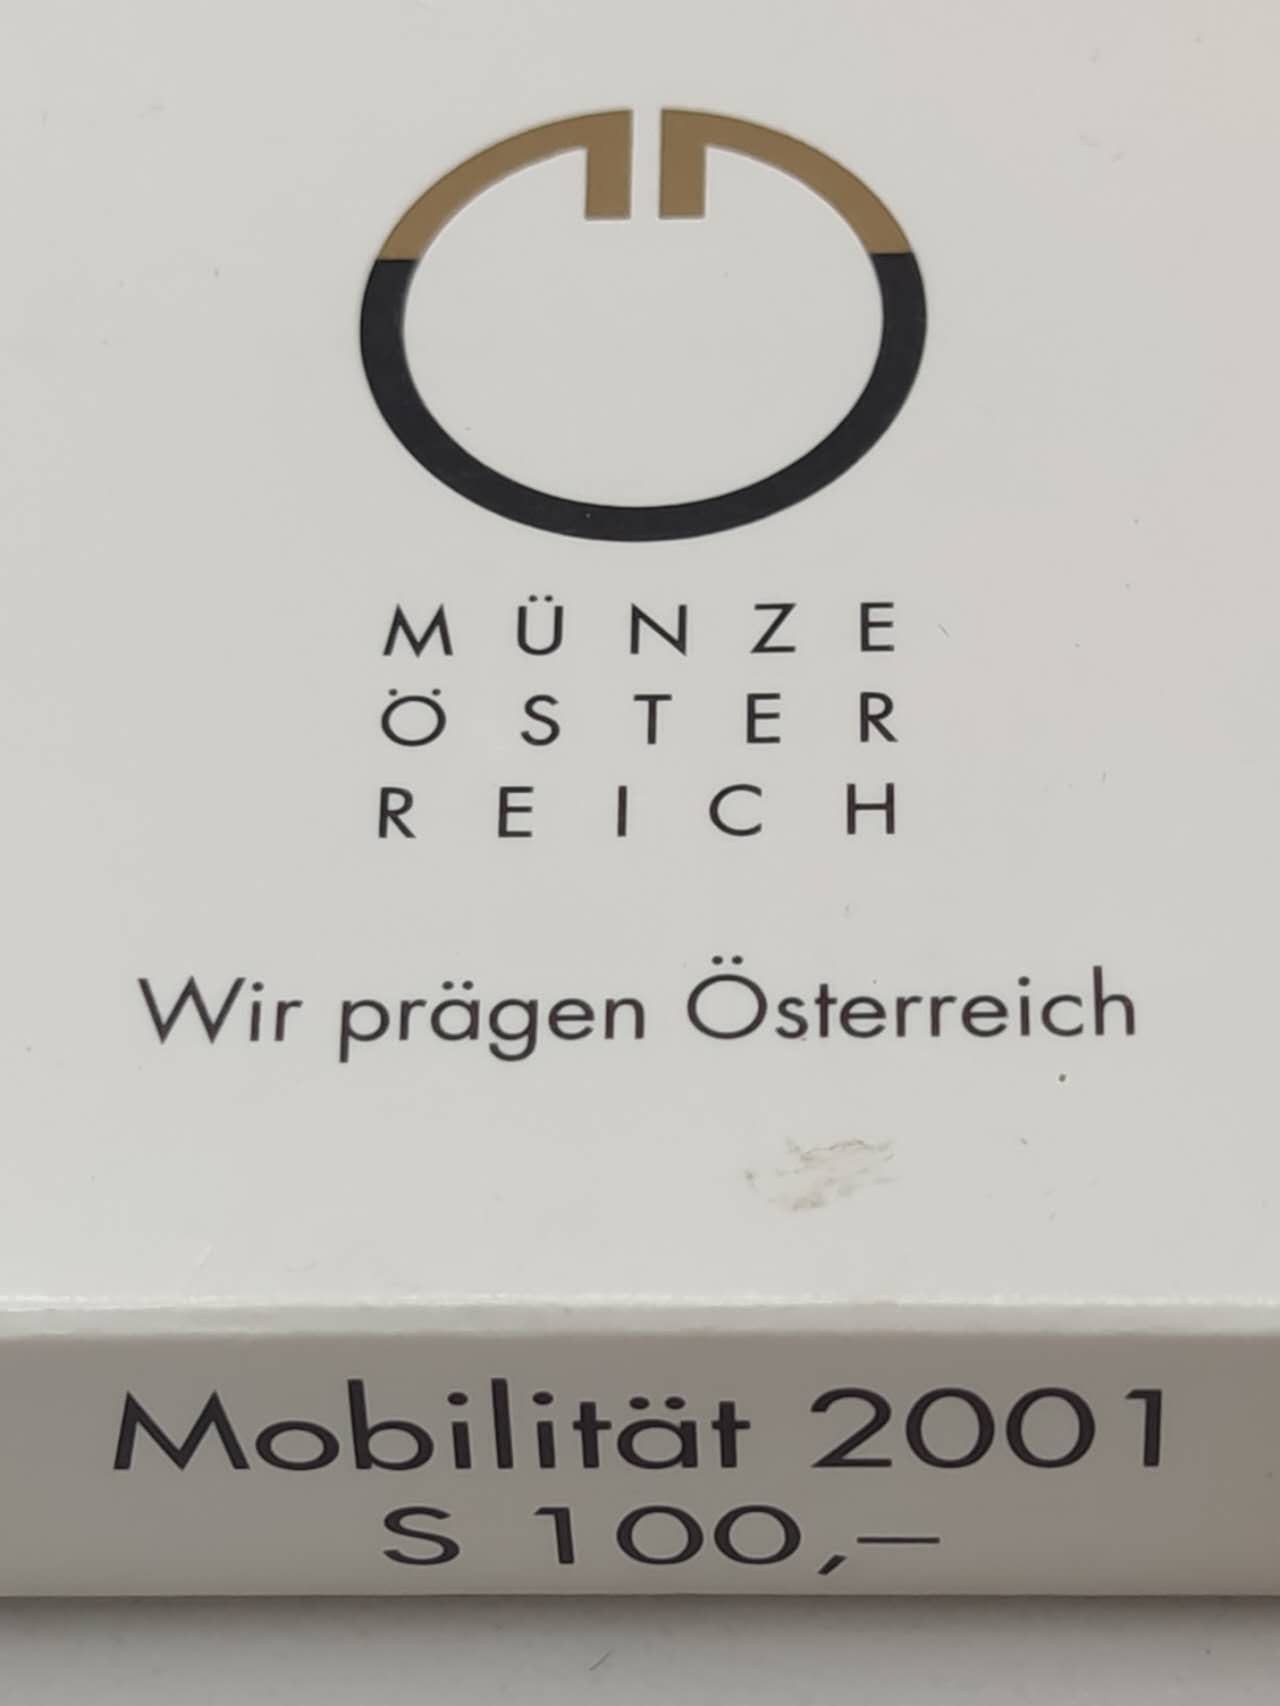 MÜNZE
ÖSTER
REICH
Wir prägen Österreich
Mobilität 2001
S 100,–